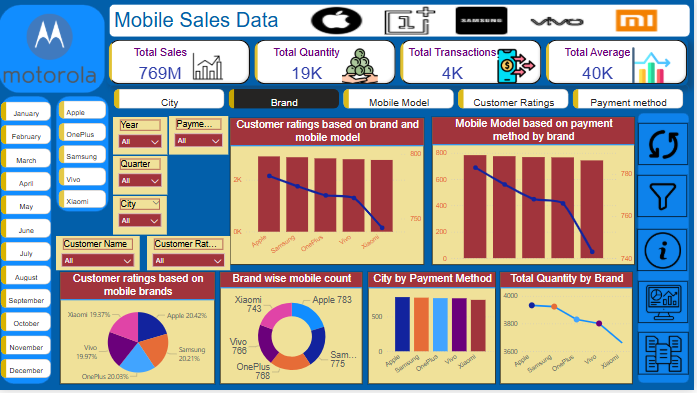 Mobile Sales Data
SAMSUNG
vivo
motorola
Total Sales
769M
Total Quantity
19K
Total Transactions
4K
Total Average
40K
City
Brand
Mobile Model
Customer Ratings
Payment method
January
February
March
April
May
June
July
August
September
October
November
December
Apple
OnePlus
Samsung
Vivo
Xiaomi
Year
All
Payme...
All
Quarter
All
City
All
Customer Name
All
Customer Rat...
All
Customer ratings based on brand and
mobile model
2K
0K
800
750
Apple
Samsung
OnePlus
Vivo
Xiaomi
Mobile Model based on payment
method by brand
800
600
400
200
0
780
760
740
Customer ratings based on
mobile brands
Xiaomi 19.37%
Apple 20.42%
Vivo
19.97%
Samsung
20.21%
OnePlus 20.03%
Brand wise mobile count
Xiaomi
743
Apple 783
Vivo
766
Sam...
775
OnePlus
768
City by Payment Method
500
0
Apple
Samsung
OnePlus
Vivo
Xiaomi
Total Quantity by Brand
4000
3800
3600
Apple
Samsung
OnePlus
Vivo
Xiaomi